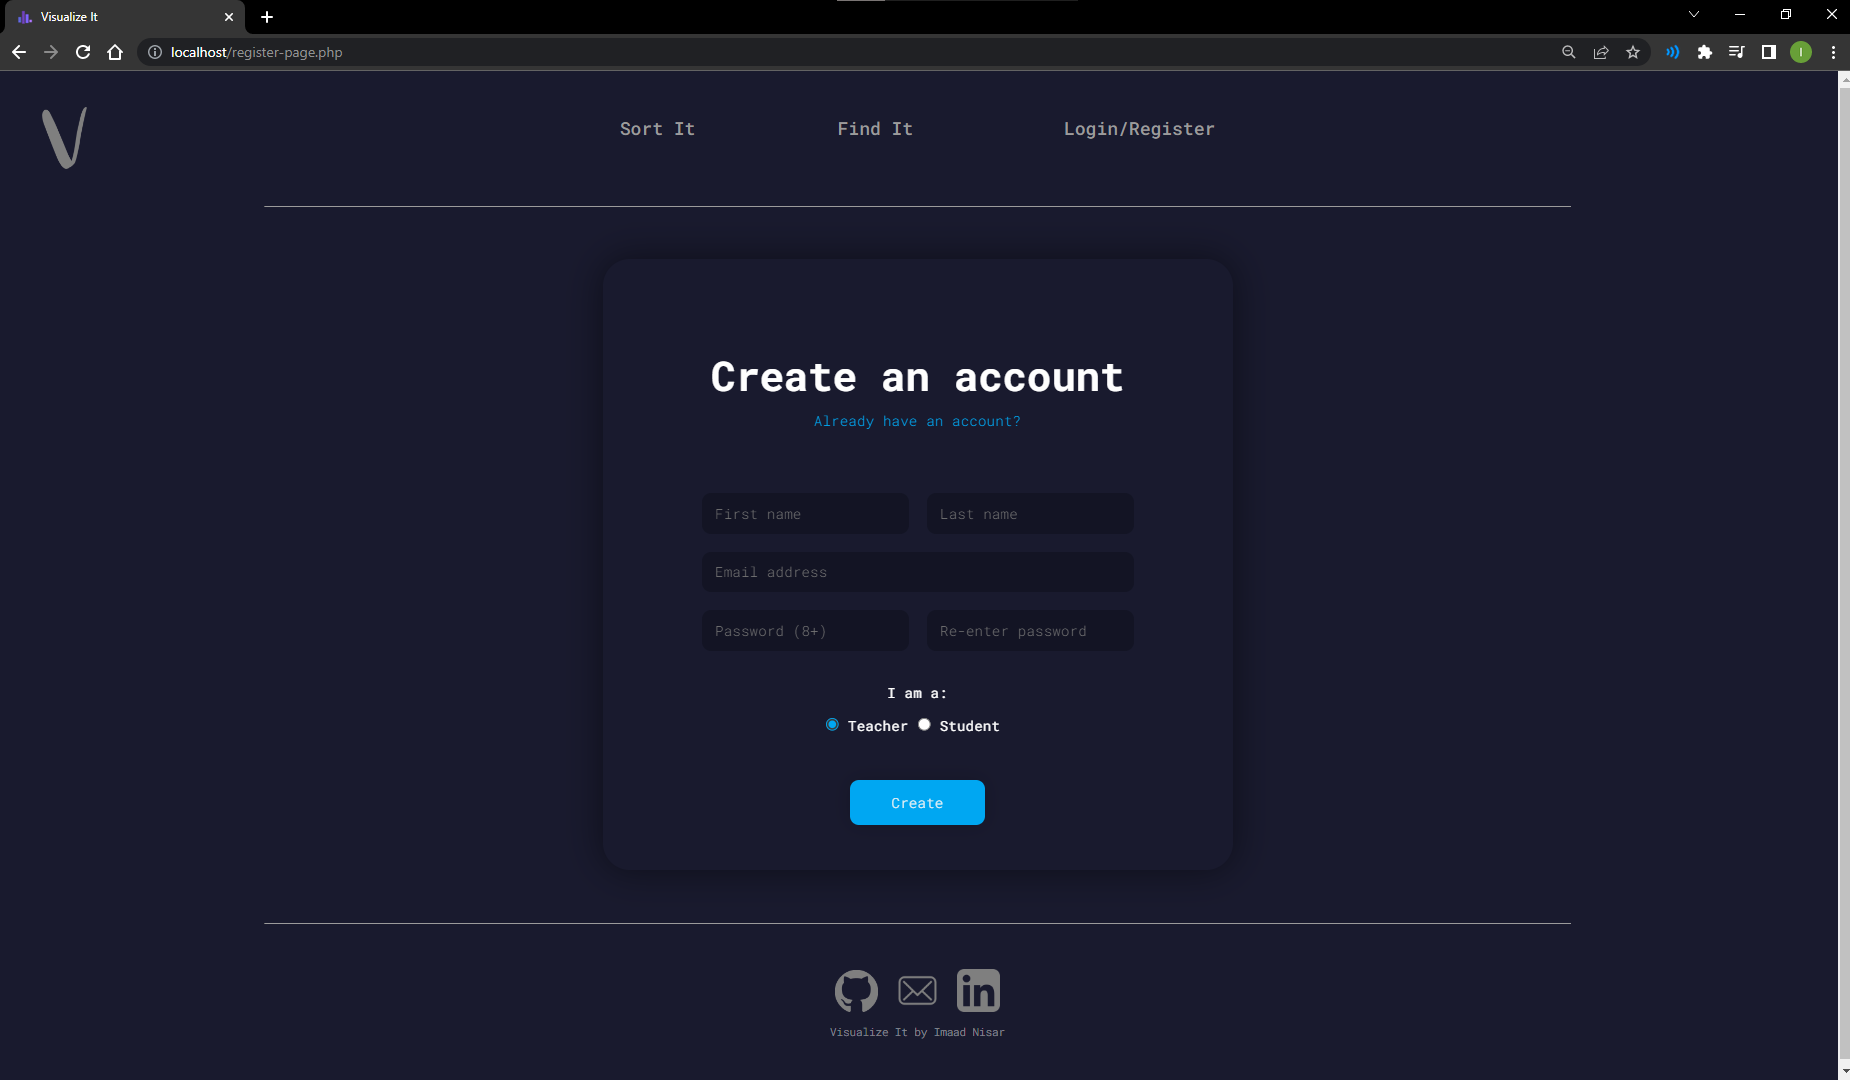 Visualize It
localhost/register-page.php
I
V
Sort It Find It Login/Register
Create an account
Already have an account?
First name Last name
Email address
Password (8+) Re-enter password
I am a:
Teacher Student
Create
in
Visualize It by Imaad Nisar